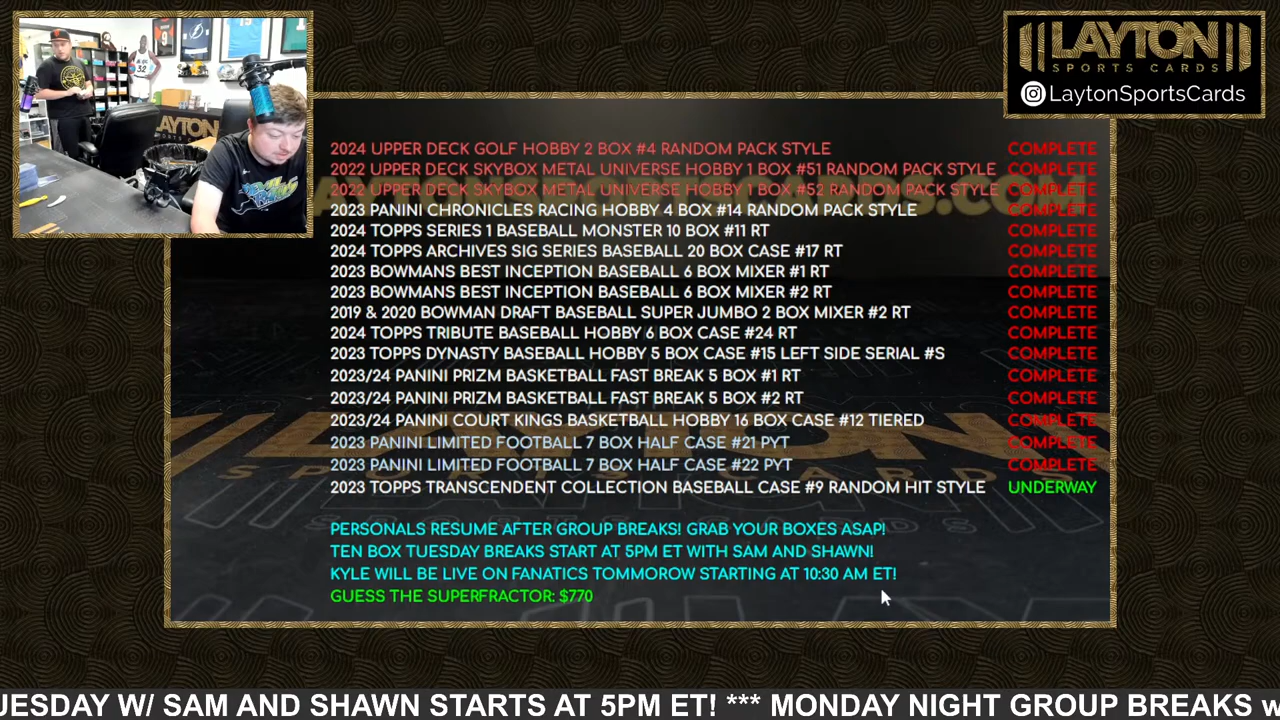 LAYTON
SPORTS CARDS
LaytonSportsCards
32
LAYTON
2024 UPPER DECK GOLF HOBBY 2 BOX #4 RANDOM PACK STYLE COMPLETE
2022 UPPER DECK SKYBOX METAL UNIVERSE HOBBY 1 BOX #51 RANDOM PACK STYLE COMPLETE
2022 UPPER DECK SKYBOX METAL UNIVERSE HOBBY 1 BOX #52 RANDOM PACK STYLE COMPLETE
2023 PANINI CHRONICLES RACING HOBBY 4 BOX #14 RANDOM PACK STYLE COMPLETE
2024 TOPPS SERIES 1 BASEBALL MONSTER 10 BOX #11 RT COMPLETE
2024 TOPPS ARCHIVES SIG SERIES BASEBALL 20 BOX CASE #17 RT COMPLETE
2023 BOWMANS BEST INCEPTION BASEBALL 6 BOX MIXER #1 RT COMPLETE
2023 BOWMANS BEST INCEPTION BASEBALL 6 BOX MIXER #2 RT COMPLETE
2019 & 2020 BOWMAN DRAFT BASEBALL SUPER JUMBO 2 BOX MIXER #2 RT COMPLETE
2024 TOPPS TRIBUTE BASEBALL HOBBY 6 BOX CASE #24 RT COMPLETE
2023 TOPPS DYNASTY BASEBALL HOBBY 5 BOX CASE #15 LEFT SIDE SERIAL #S COMPLETE
2023/24 PANINI PRIZM BASKETBALL FAST BREAK 5 BOX #1 RT COMPLETE
2023/24 PANINI PRIZM BASKETBALL FAST BREAK 5 BOX #2 RT COMPLETE
2023/24 PANINI COURT KINGS BASKETBALL HOBBY 16 BOX CASE #12 TIERED COMPLETE
2023 PANINI LIMITED FOOTBALL 7 BOX HALF CASE #21 PYT COMPLETE
2023 PANINI LIMITED FOOTBALL 7 BOX HALF CASE #22 PYT COMPLETE
2023 TOPPS TRANSCENDENT COLLECTION BASEBALL CASE #9 RANDOM HIT STYLE UNDERWAY
PERSONALS RESUME AFTER GROUP BREAKS! GRAB YOUR BOXES ASAP!
TEN BOX TUESDAY BREAKS START AT 5PM ET WITH SAM AND SHAWN!
KYLE WILL BE LIVE ON FANATICS TOMMOROW STARTING AT 10:30 AM ET!
GUESS THE SUPERFRACTOR: $770
UESDAY W/ SAM AND SHAWN STARTS AT 5PM ET! *** MONDAY NIGHT GROUP BREAKS w